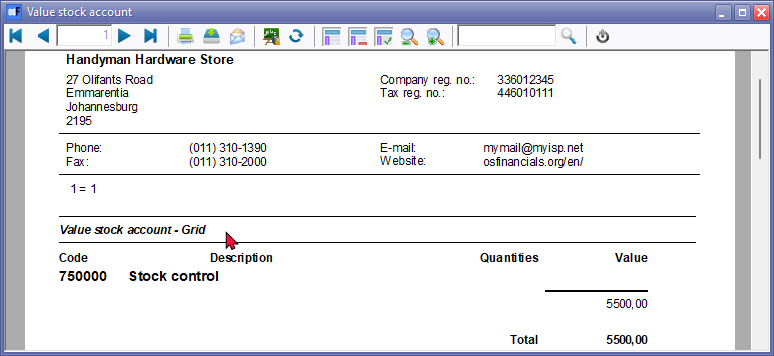 Value stock account
1
Handyman Hardware Store
27 Olifants Road Company reg. no.: 336012345
Emmarentia Tax reg. no.: 446010111
Johannesburg
2195
Phone: (011) 310-1390 E-mail: mymail@myisp.net
Fax: (011) 310-2000 Website: osfinancials.org/en/
1 = 1
Value stock account - Grid
Code Description Quantities Value
750000 Stock control
5500,00
Total 5500,00